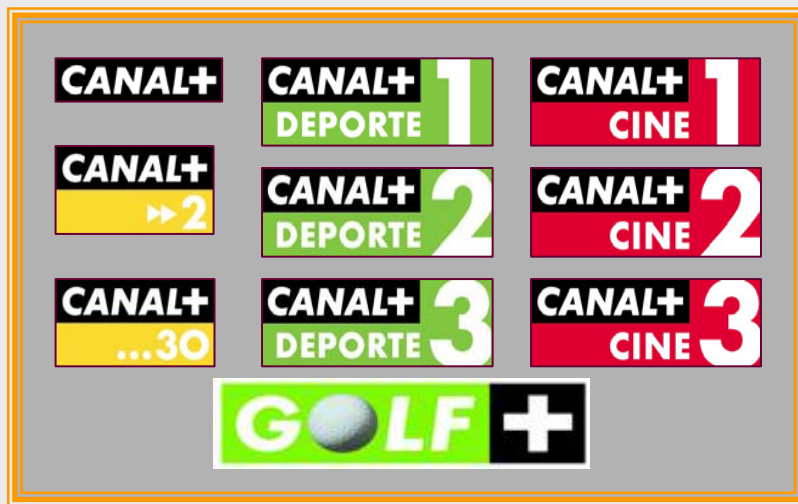 CANAL+
CANAL+
▸▸2
CANAL+
...30
CANAL+ 1
DEPORTE
CANAL+ 2
DEPORTE
CANAL+ 3
DEPORTE
CANAL+ 1
CINE
CANAL+ 2
CINE
CANAL+ 3
CINE
GOLF+